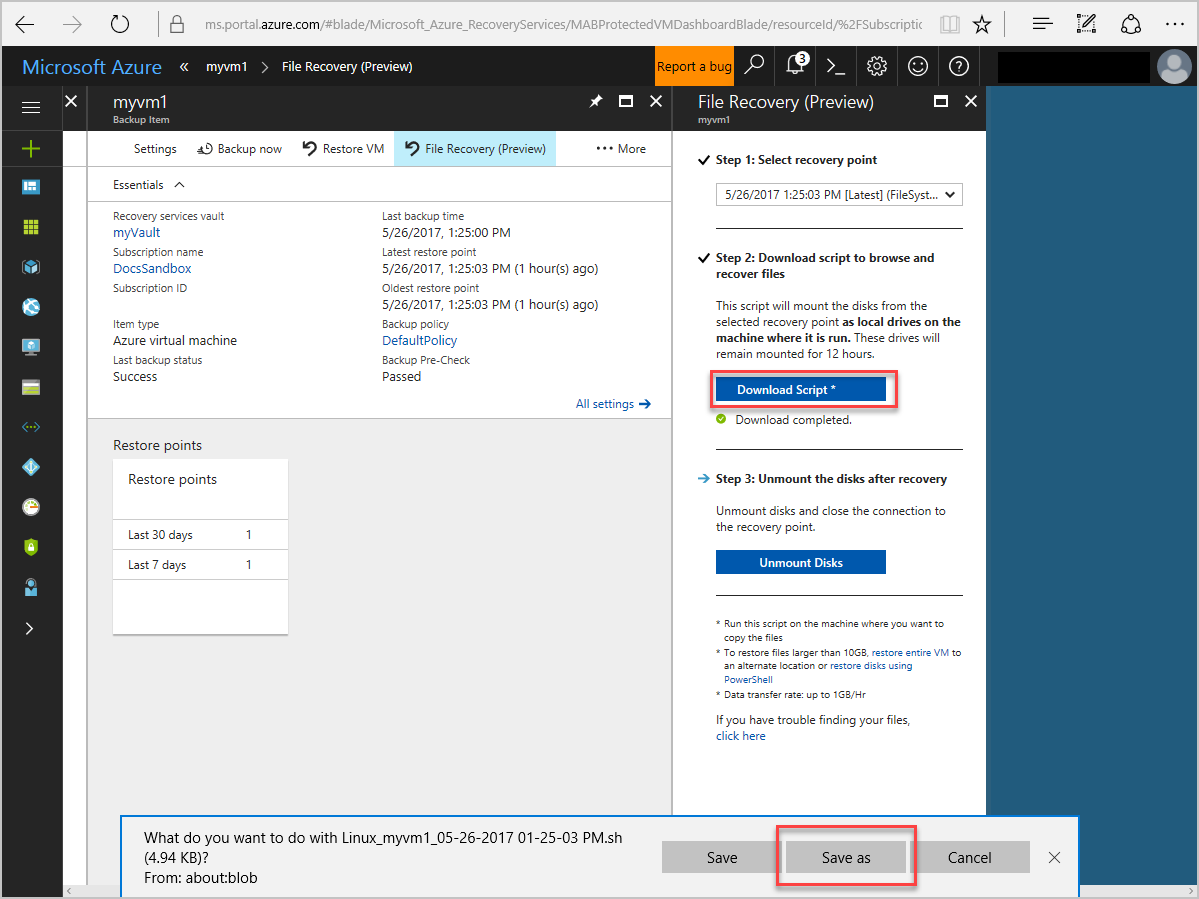 ms.portal.azure.com/#blade/Microsoft_Azure_RecoveryServices/MABProtectedVMDashboardBlade/resourceId/%2FSubscriptic
Microsoft Azure « myvm1 > File Recovery (Preview)
Report a bug
3
myvm1
Backup Item
Settings Backup now Restore VM File Recovery (Preview) ··· More
Essentials
Recovery services vault
myVault
Subscription name
DocsSandbox
Subscription ID
Item type
Azure virtual machine
Last backup status
Success
Last backup time
5/26/2017, 1:25:00 PM
Latest restore point
5/26/2017, 1:25:03 PM (1 hour(s) ago)
Oldest restore point
5/26/2017, 1:25:03 PM (1 hour(s) ago)
Backup policy
DefaultPolicy
Backup Pre-Check
Passed
All settings
Restore points
Restore points
Last 30 days 1
Last 7 days 1
File Recovery (Preview)
myvm1
Step 1: Select recovery point
5/26/2017 1:25:03 PM [Latest] (FileSyst...
Step 2: Download script to browse and
recover files
This script will mount the disks from the
selected recovery point as local drives on the
machine where it is run. These drives will
remain mounted for 12 hours.
Download Script *
Download completed.
Step 3: Unmount the disks after recovery
Unmount disks and close the connection to
the recovery point.
Unmount Disks
* Run this script on the machine where you want to
copy the files
* To restore files larger than 10GB, restore entire VM to
an alternate location or restore disks using
PowerShell
* Data transfer rate: up to 1GB/Hr
If you have trouble finding your files,
click here
What do you want to do with Linux_myvm1_05-26-2017 01-25-03 PM.sh
(4.94 KB)?
From: about:blob
Save Save as Cancel